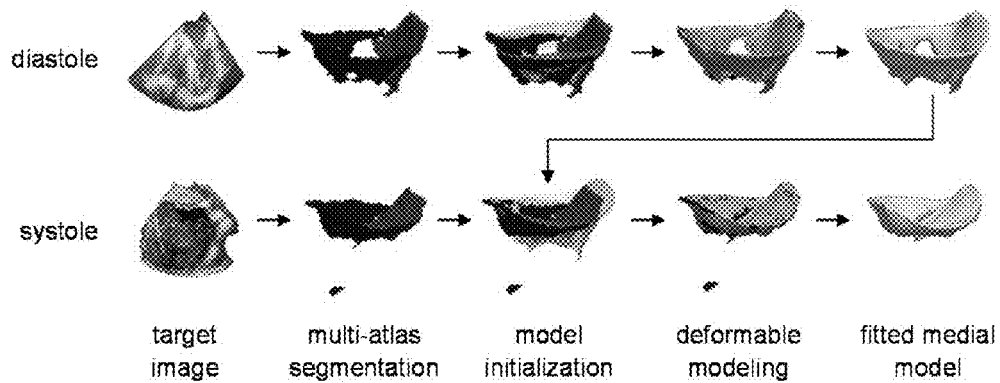 diastole
systole
target image
multi-atlas segmentation
model initialization
deformable modeling
fitted medial model